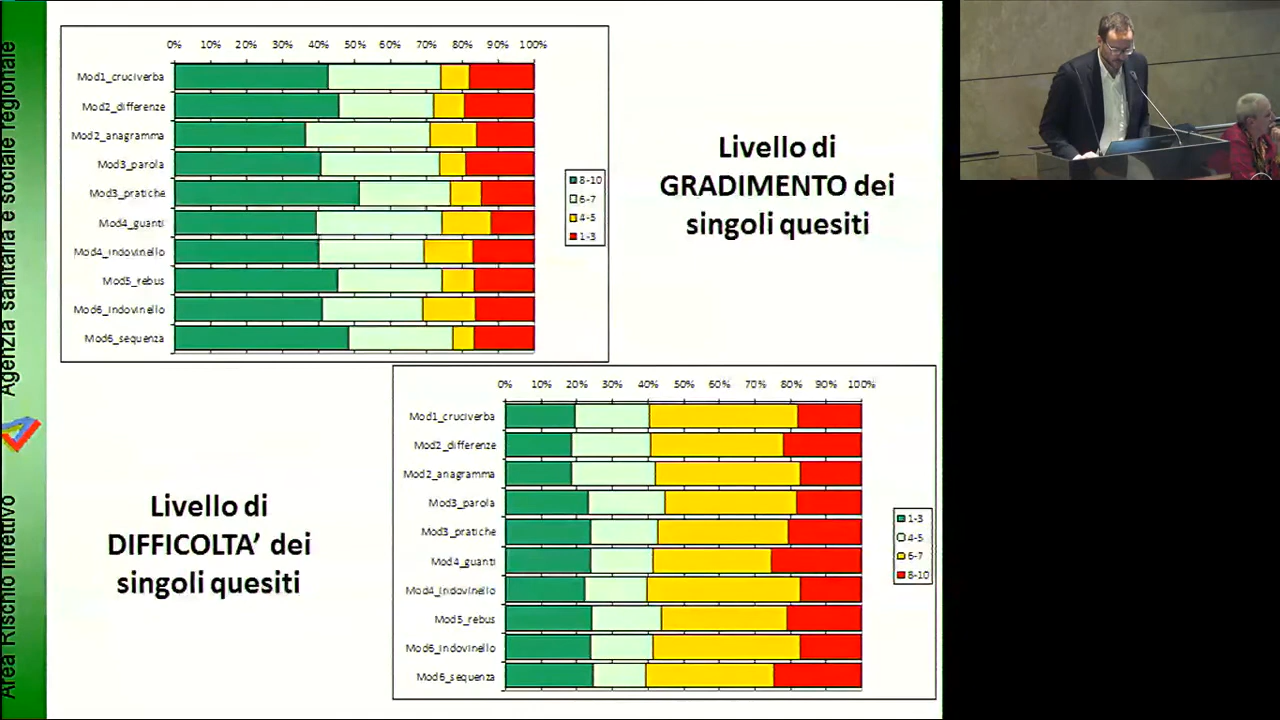 Agenzia sanitaria e sociale regionale
Area Rischio Infettivo
0% 10% 20% 30% 40% 50% 60% 70% 80% 90% 100%
Mod1_cruciverba
Mod2_differenze
Mod2_anagramma
Mod3_parola
Mod3_pratiche
Mod4_guanti
Mod4_indovinello
Mod5_rebus
Mod6_indovinello
Mod6_sequenza
8-10
6-7
4-5
1-3
Livello di
GRADIMENTO dei
singoli quesiti
Livello di
DIFFICOLTA’ dei
singoli quesiti
0% 10% 20% 30% 40% 50% 60% 70% 80% 90% 100%
Mod1_cruciverba
Mod2_differenze
Mod2_anagramma
Mod3_parola
Mod3_pratiche
Mod4_guanti
Mod4_indovinello
Mod5_rebus
Mod6_indovinello
Mod6_sequenza
1-3
4-5
6-7
8-10